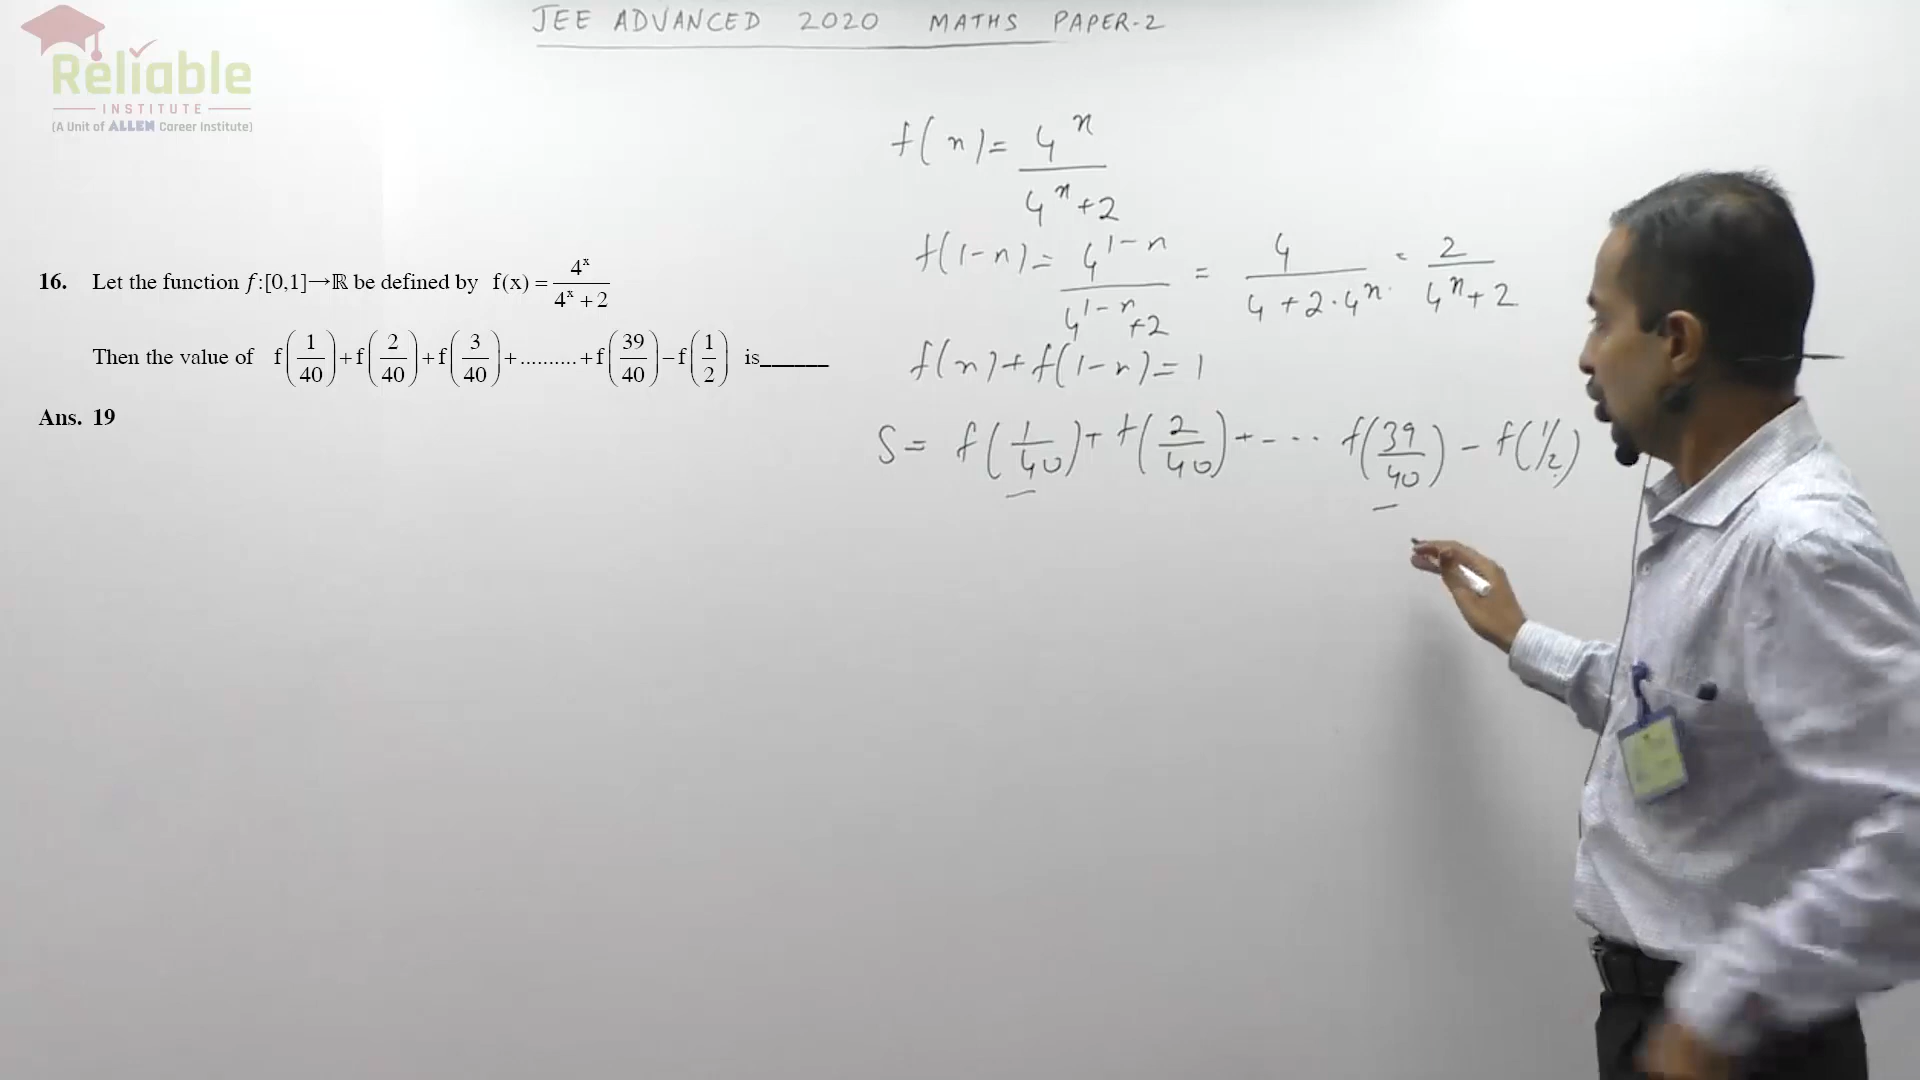 JEE ADVANCED 2020 MATHS PAPER-2
Reliable
INSTITUTE
(A Unit of ALLEN Career Institute)
16. Let the function f:[0,1]→ℝ be defined by f(x) = 4^x / (4^x + 2)
Then the value of f(1/40) + f(2/40) + f(3/40) + .......... + f(39/40) − f(1/2) is______
Ans. 19
f(x) = 4^x / (4^x + 2)
f(1-x) = 4^(1-x) / (4^(1-x) + 2) = 4 / (4 + 2·4^x) = 2 / (4^x + 2)
f(x) + f(1-x) = 1
S = f(1/40) + f(2/40) + - ·· f(39/40) - f(1/2)